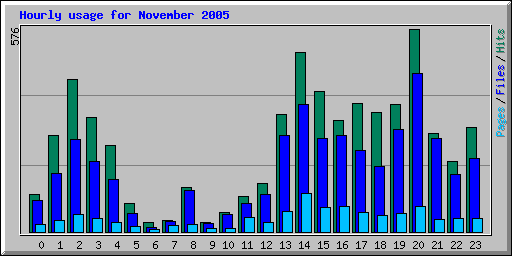 Hourly usage for November 2005
576
Pages/Files/Hits
0 1 2 3 4 5 6 7 8 9 10 11 12 13 14 15 16 17 18 19 20 21 22 23